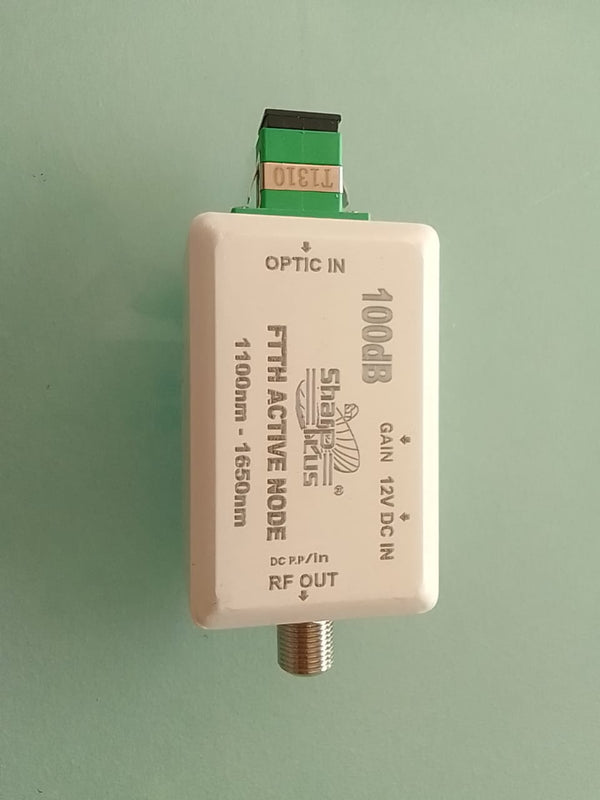 T1310
OPTIC IN
100dB
GAIN 12V DC IN
Sharp
Plus
®
FTTH ACTIVE NODE
1100nm - 1650nm
DC P.P/in
RF OUT